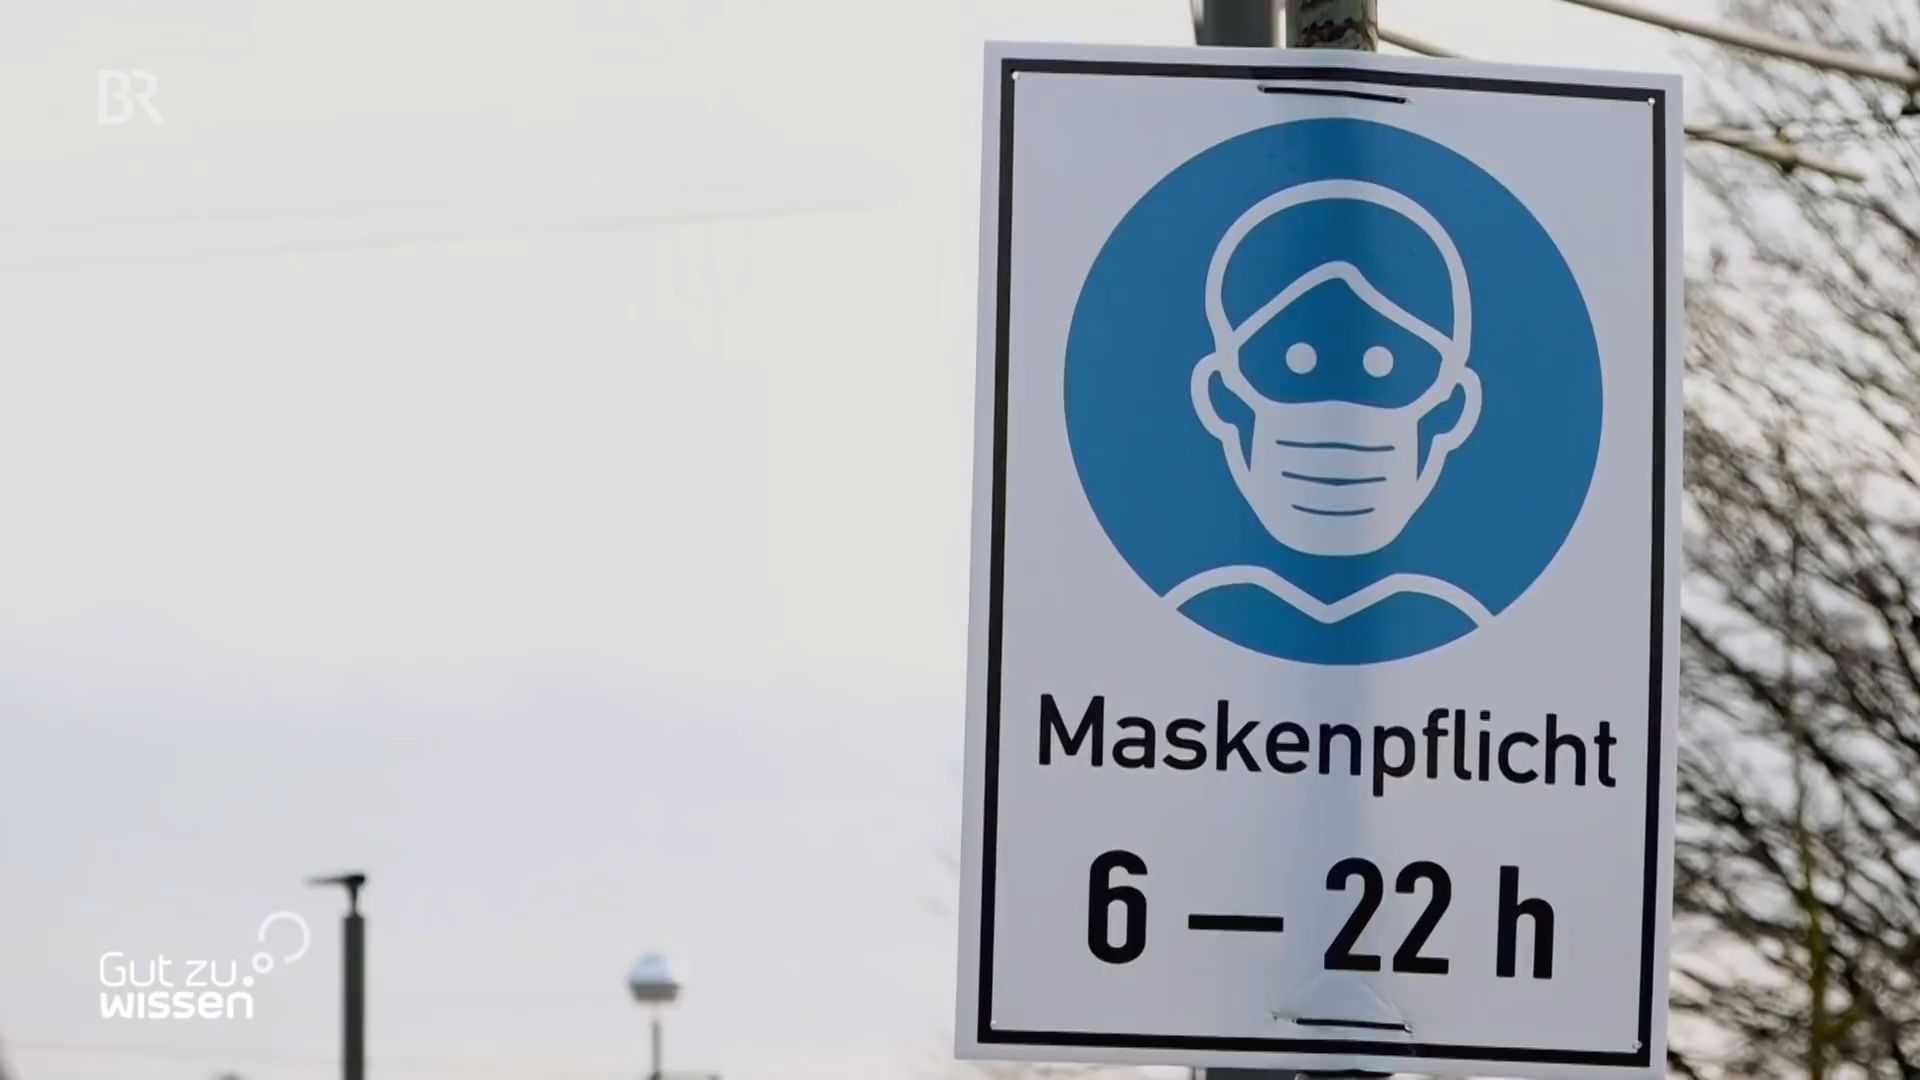 BR
Maskenpflicht
6 – 22 h
Gut zu
wissen